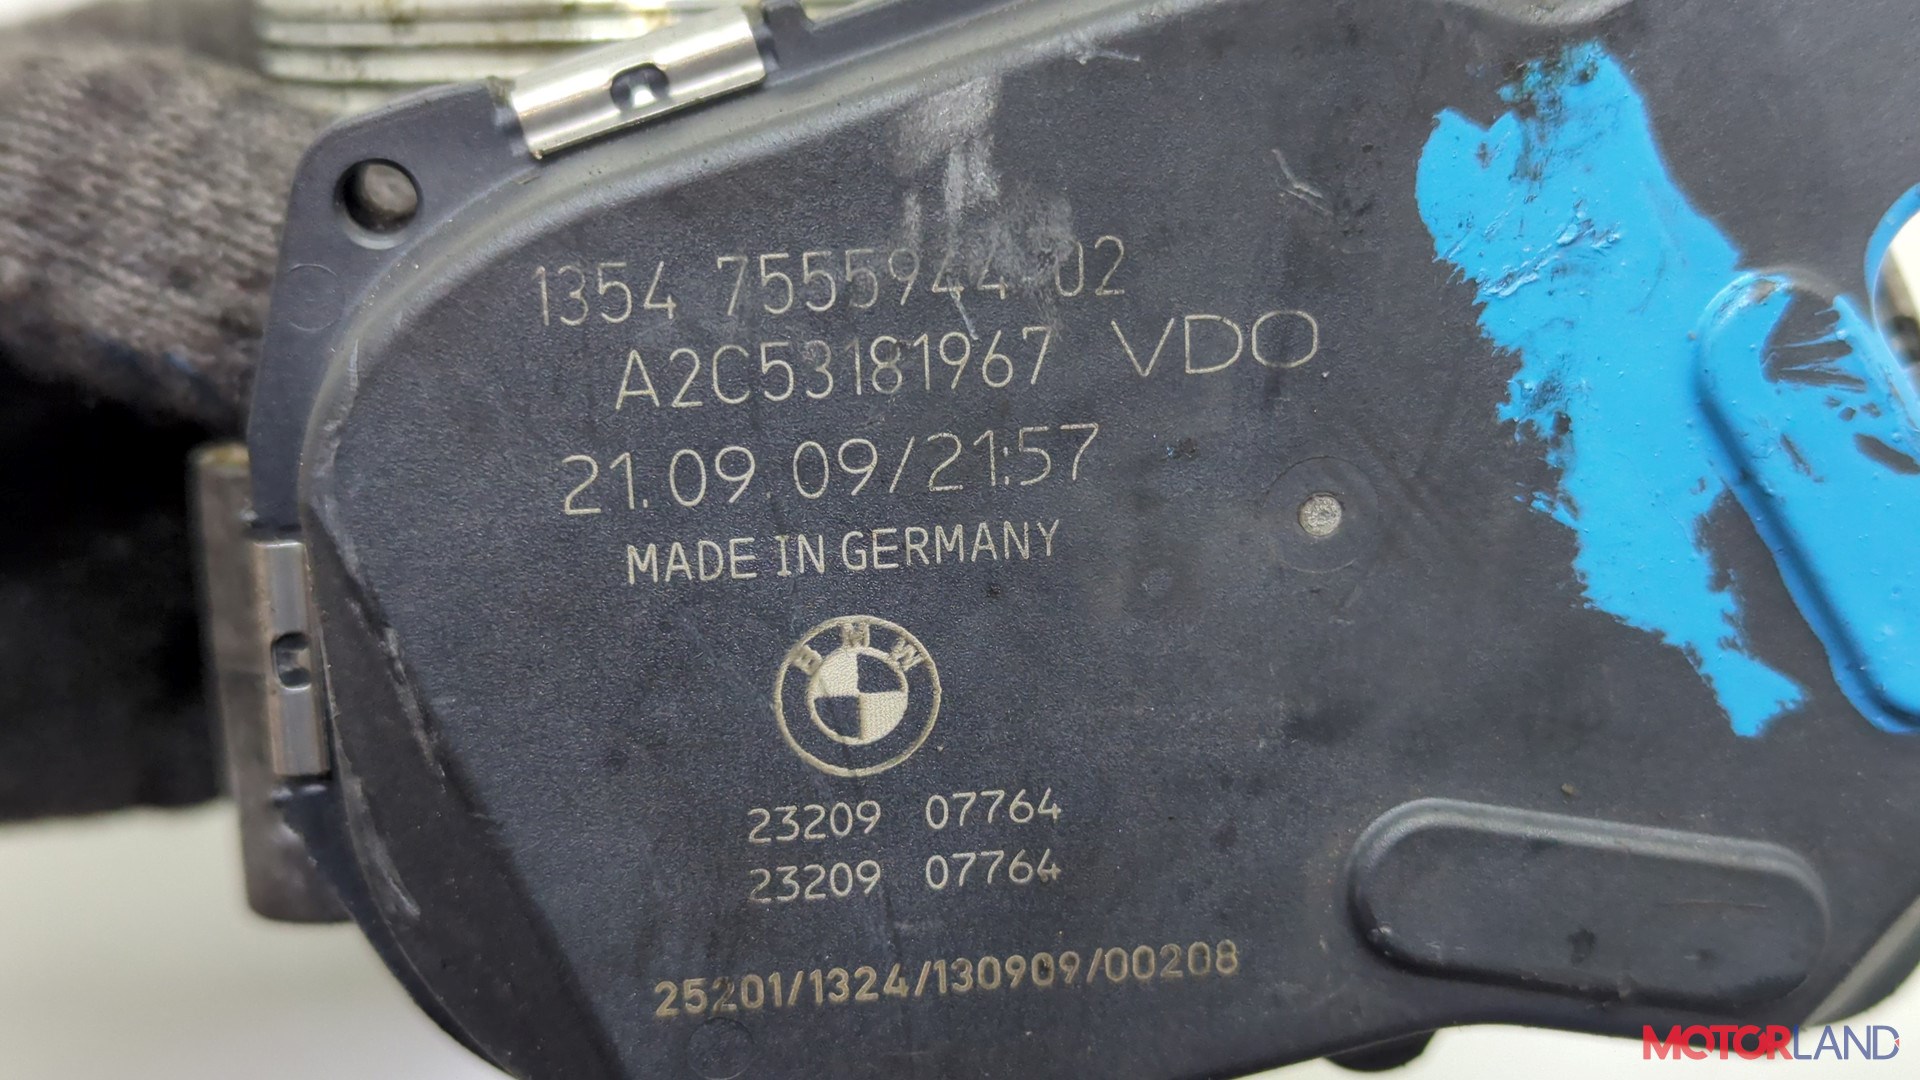 1354 7555944 02
A2C53181967 VDO
21.09.09/21:57
MADE IN GERMANY
BMW
23209 07764
23209 07764
25201/1324/130909/00208
MOTORLAND